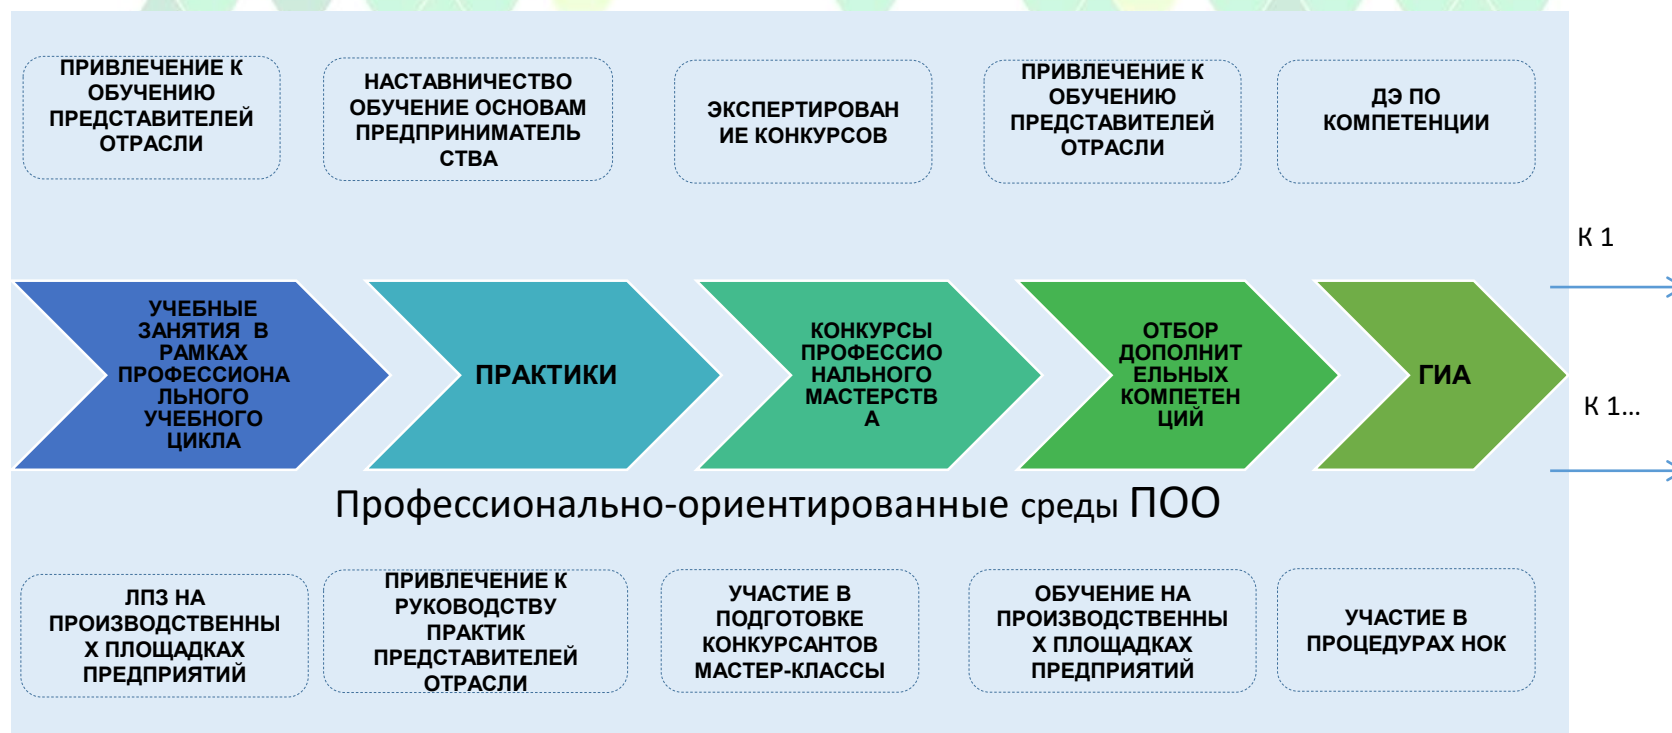 ПРИВЛЕЧЕНИЕ К
ОБУЧЕНИЮ
ПРЕДСТАВИТЕЛЕЙ
ОТРАСЛИ
НАСТАВНИЧЕСТВО
ОБУЧЕНИЕ ОСНОВАМ
ПРЕДПРИНИМАТЕЛЬ
СТВА
ЭКСПЕРТИРОВАН
ИЕ КОНКУРСОВ
ПРИВЛЕЧЕНИЕ К
ОБУЧЕНИЮ
ПРЕДСТАВИТЕЛЕЙ
ОТРАСЛИ
ДЭ ПО
КОМПЕТЕНЦИИ
К 1
УЧЕБНЫЕ
ЗАНЯТИЯ В
РАМКАХ
ПРОФЕССИОНА
ЛЬНОГО
УЧЕБНОГО
ЦИКЛА
ПРАКТИКИ
КОНКУРСЫ
ПРОФЕССИО
НАЛЬНОГО
МАСТЕРСТВ
А
ОТБОР
ДОПОЛНИТ
ЕЛЬНЫХ
КОМПЕТЕН
ЦИЙ
ГИА
К 1...
Профессионально-ориентированные среды ПОО
ЛПЗ НА
ПРОИЗВОДСТВЕННЫ
Х ПЛОЩАДКАХ
ПРЕДПРИЯТИЙ
ПРИВЛЕЧЕНИЕ К
РУКОВОДСТВУ
ПРАКТИК
ПРЕДСТАВИТЕЛЕЙ
ОТРАСЛИ
УЧАСТИЕ В
ПОДГОТОВКЕ
КОНКУРСАНТОВ
МАСТЕР-КЛАССЫ
ОБУЧЕНИЕ НА
ПРОИЗВОДСТВЕННЫ
Х ПЛОЩАДКАХ
ПРЕДПРИЯТИЙ
УЧАСТИЕ В
ПРОЦЕДУРАХ НОК